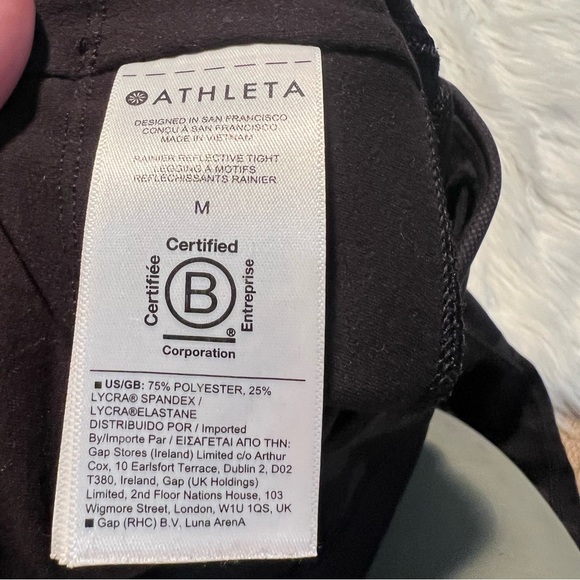 ATHLETA
DESIGNED IN SAN FRANCISCO
CONÇU À SAN FRANCISCO
MADE IN VIETNAM
RAINIER REFLECTIVE TIGHT
LEGGING À MOTIFS
RÉFLÉCHISSANTS RAINIER
M
Certified
Certifiée
B
Entreprise
®
Corporation
■ US/GB: 75% POLYESTER, 25%
LYCRA® SPANDEX /
LYCRA®ELASTANE
DISTRIBUIDO POR / Imported
By/Importe Par / ΕΙΣΑΓΕΤΑΙ ΑΠΟ ΤΗΝ:
Gap Stores (Ireland) Limited c/o Arthur
Cox, 10 Earlsfort Terrace, Dublin 2, D02
T380, Ireland, Gap (UK Holdings)
Limited, 2nd Floor Nations House, 103
Wigmore Street, London, W1U 1QS, UK
■ Gap (RHC) B.V. Luna ArenA